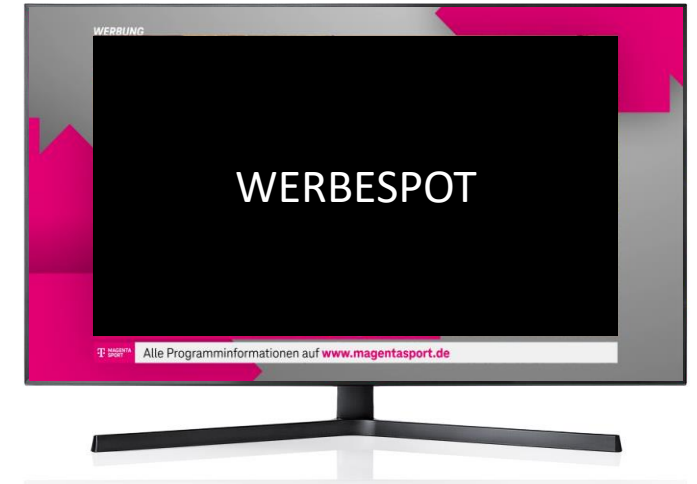 WERBUNG
WERBESPOT
T MAGENTA
SPORT
Alle Programminformationen auf www.magentasport.de